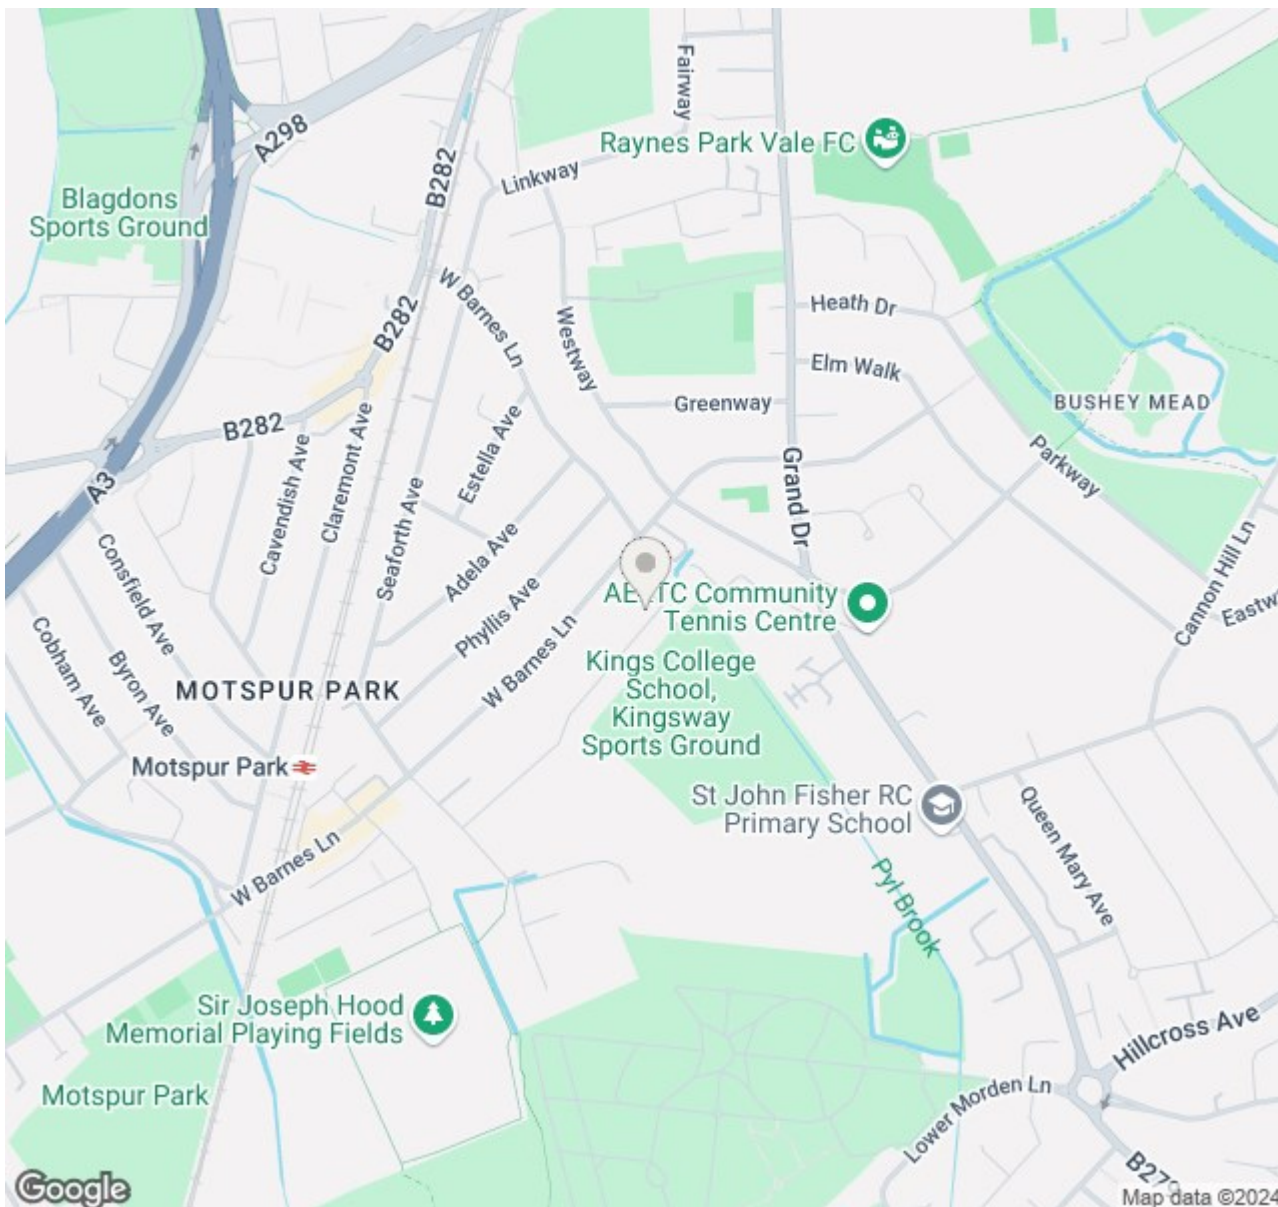 Fairway
A298
Raynes Park Vale FC
B282
Linkway
Blagdons
Sports Ground
W Barnes Ln
Heath Dr
B282
Westway
Elm Walk
Greenway
BUSHEY MEAD
B282
Estella Ave
Parkway
Cavendish Ave
Claremont Ave
Grand Dr
A3
Seaforth Ave
Adela Ave
Cannon Hill Ln
Consfield Ave
Phyllis Ave
Community
Tennis Centre
Eastw
Cobham Ave
Byron Ave
W Barnes Ln
Kings College
School,
Kingsway
Sports Ground
MOTSPUR PARK
Motspur Park
St John Fisher RC
Primary School
Queen Mary Ave
W Barnes Ln
Pyl Brook
Sir Joseph Hood
Memorial Playing Fields
Hillcross Ave
Motspur Park
Lower Morden Ln
B279
Google
Map data ©2024